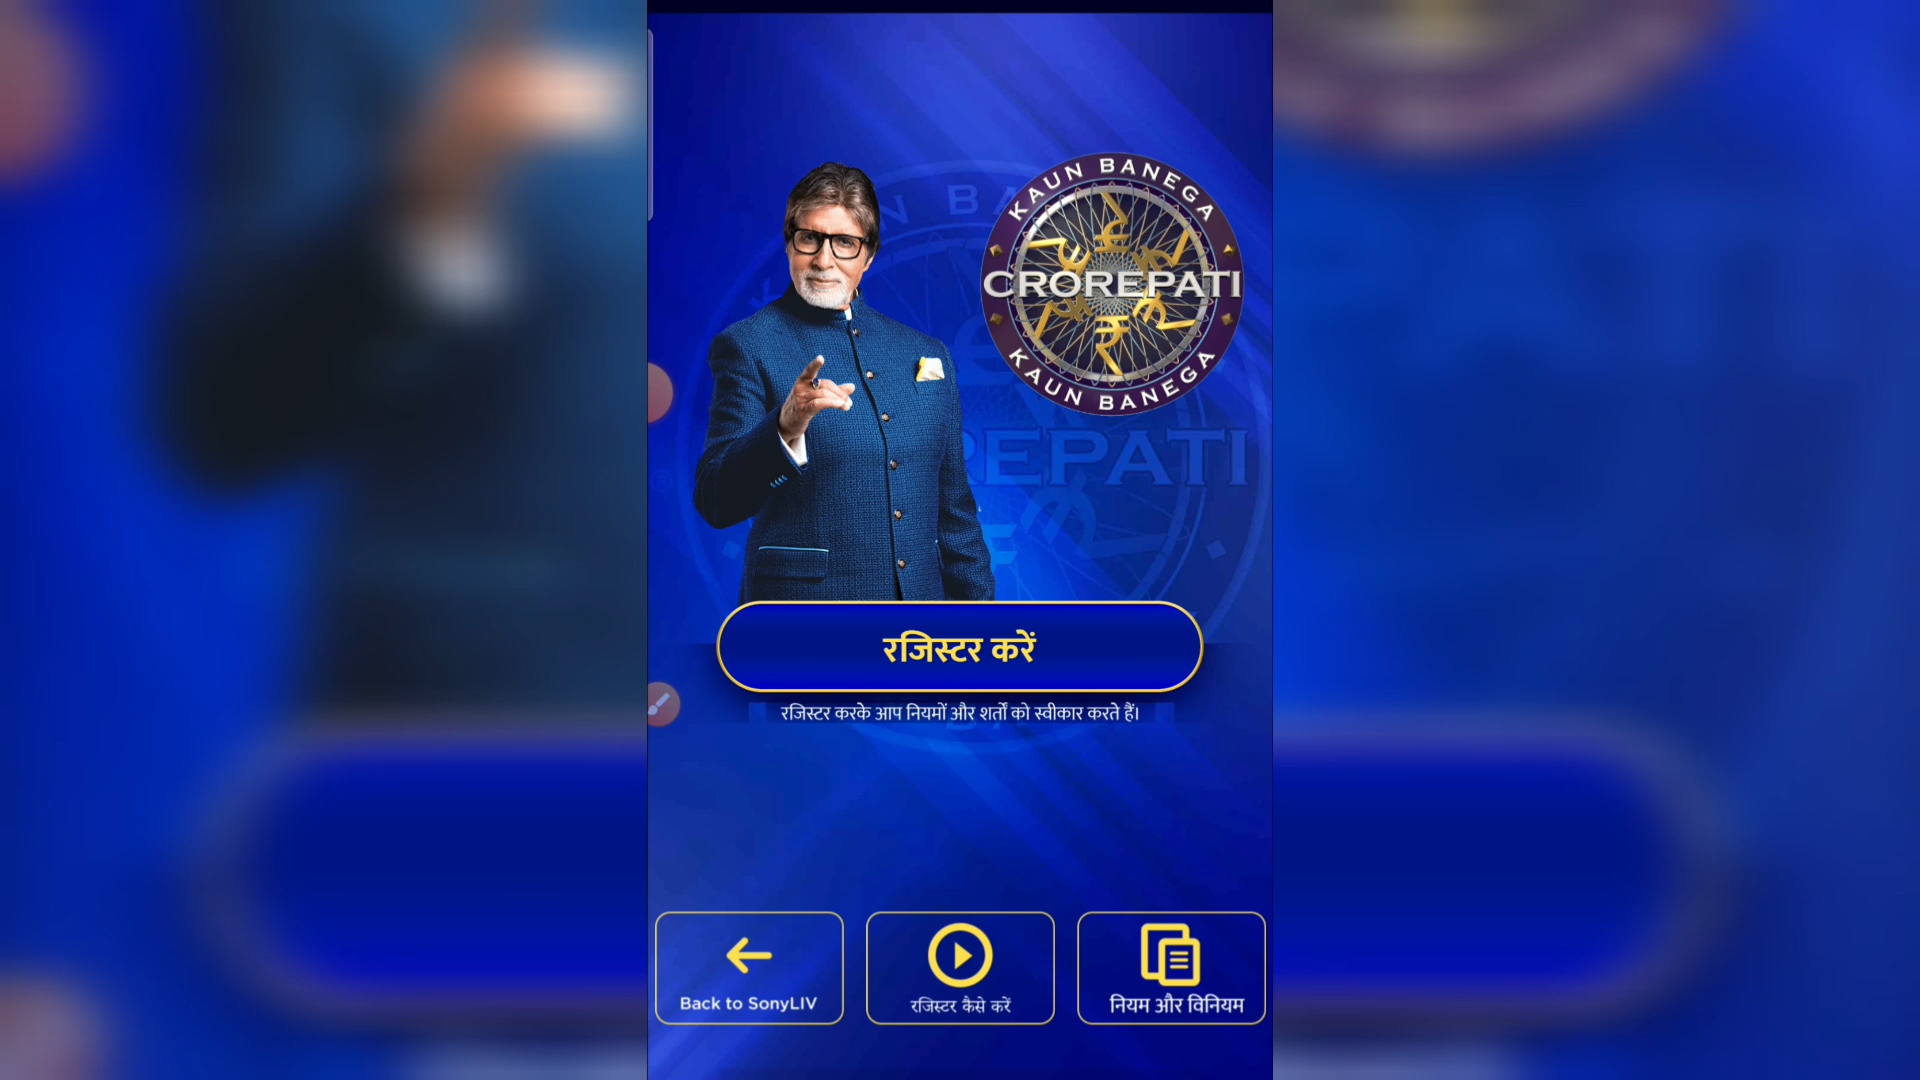 KAUN BANEGA
CROREPATI
KAUN BANEGA
रजिस्टर करें
रजिस्टर करके आप नियमों और शर्तों को स्वीकार करते हैं।
Back to SonyLIV
रजिस्टर कैसे करें
नियम और विनियम